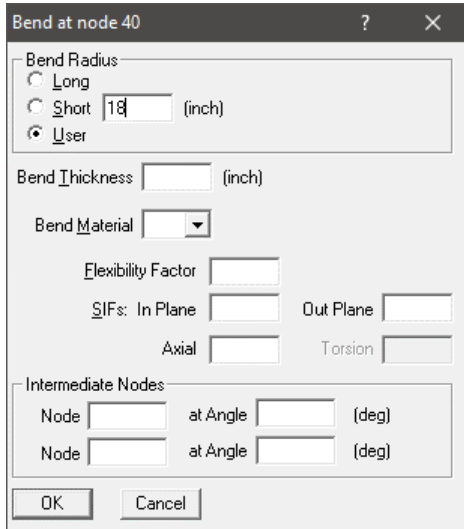 Bend at node 40 ? ×
Bend Radius
Long
Short 18 (inch)
User
Bend Thickness (inch)
Bend Material
Flexibility Factor
SIFs: In Plane Out Plane
Axial Torsion
Intermediate Nodes
Node at Angle (deg)
Node at Angle (deg)
OK Cancel